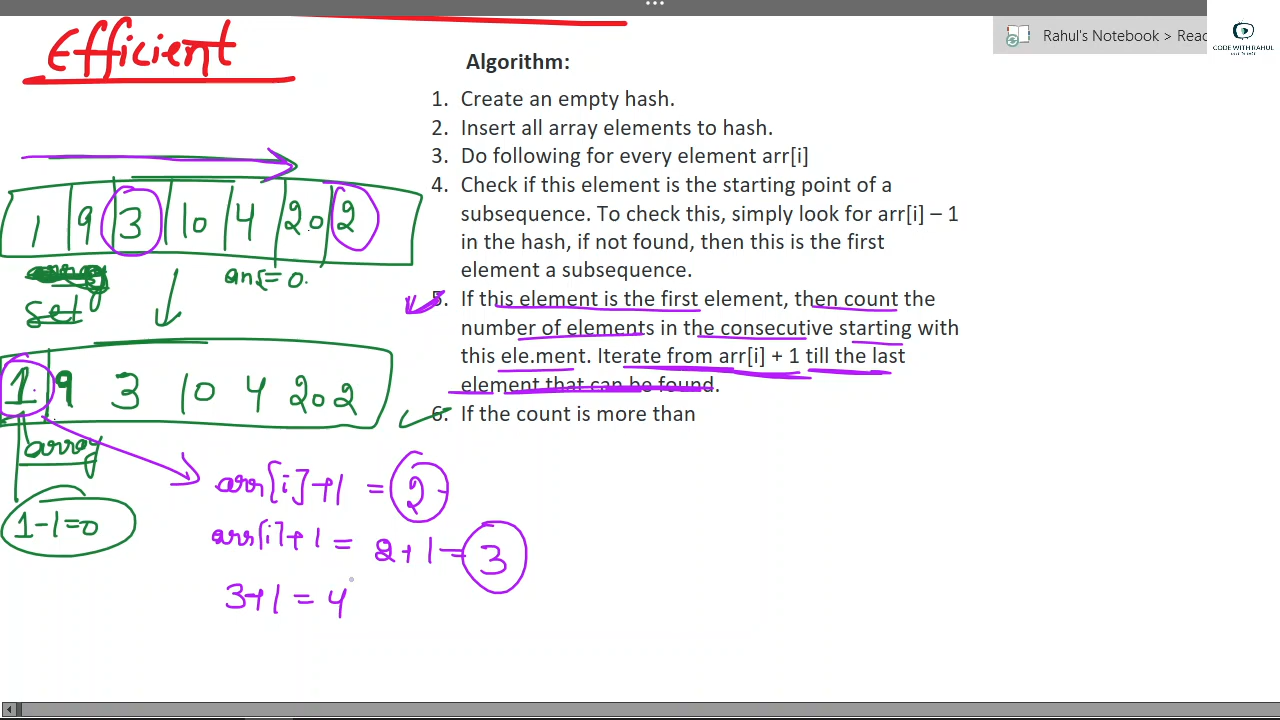 Efficient
Rahul's Notebook > Reac
CODE WITH RAHUL
Algorithm:
1. Create an empty hash.
2. Insert all array elements to hash.
3. Do following for every element arr[i]
4. Check if this element is the starting point of a
subsequence. To check this, simply look for arr[i] – 1
in the hash, if not found, then this is the first
element a subsequence.
5. If this element is the first element, then count the
number of elements in the consecutive starting with
this ele.ment. Iterate from arr[i] + 1 till the last
element that can be found.
6. If the count is more than
1 9 3 10 4 20 2
ans = 0.
set
1 9 3 10 4 20 2
array
1-1=0
arr[i]+1 = 2
arr[i]+1 = 2+1=3
3+1=4